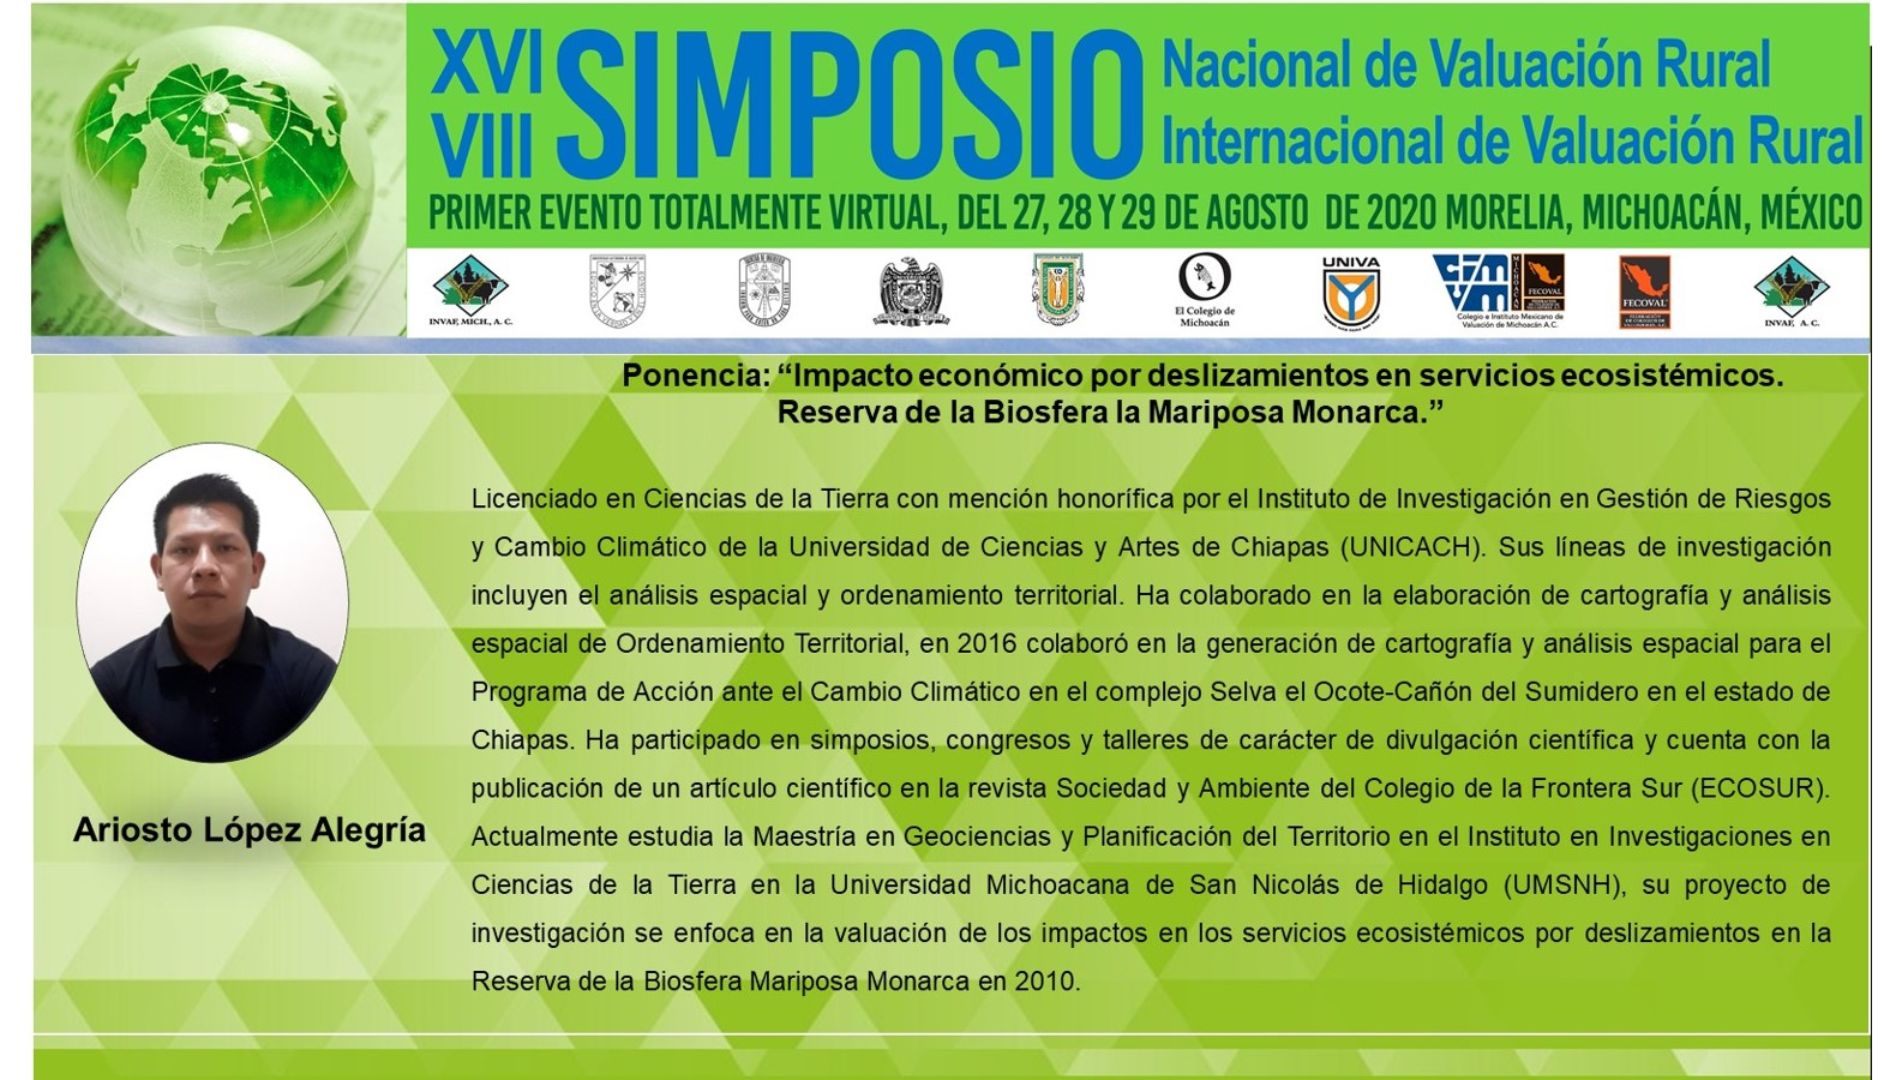 XVI
VIII
SIMPOSIO
Nacional de Valuación Rural
Internacional de Valuación Rural
PRIMER EVENTO TOTALMENTE VIRTUAL, DEL 27, 28 Y 29 DE AGOSTO DE 2020 MORELIA, MICHOACÁN, MÉXICO
INVAF, MICH., A. C.
El Colegio de
Michoacán
UNIVA
MICHOACÁN
FECOVAL
Colegio e Instituto Mexicano de
Valuación de Michoacán A.C.
FECOVAL
INVAF, A. C.
Ponencia: “Impacto económico por deslizamientos en servicios ecosistémicos.
Reserva de la Biosfera la Mariposa Monarca.”
Licenciado en Ciencias de la Tierra con mención honorífica por el Instituto de Investigación en Gestión de Riesgos
y Cambio Climático de la Universidad de Ciencias y Artes de Chiapas (UNICACH). Sus líneas de investigación
incluyen el análisis espacial y ordenamiento territorial. Ha colaborado en la elaboración de cartografía y análisis
espacial de Ordenamiento Territorial, en 2016 colaboró en la generación de cartografía y análisis espacial para el
Programa de Acción ante el Cambio Climático en el complejo Selva el Ocote-Cañón del Sumidero en el estado de
Chiapas. Ha participado en simposios, congresos y talleres de carácter de divulgación científica y cuenta con la
publicación de un artículo científico en la revista Sociedad y Ambiente del Colegio de la Frontera Sur (ECOSUR).
Actualmente estudia la Maestría en Geociencias y Planificación del Territorio en el Instituto en Investigaciones en
Ciencias de la Tierra en la Universidad Michoacana de San Nicolás de Hidalgo (UMSNH), su proyecto de
investigación se enfoca en la valuación de los impactos en los servicios ecosistémicos por deslizamientos en la
Reserva de la Biosfera Mariposa Monarca en 2010.
Ariosto López Alegría